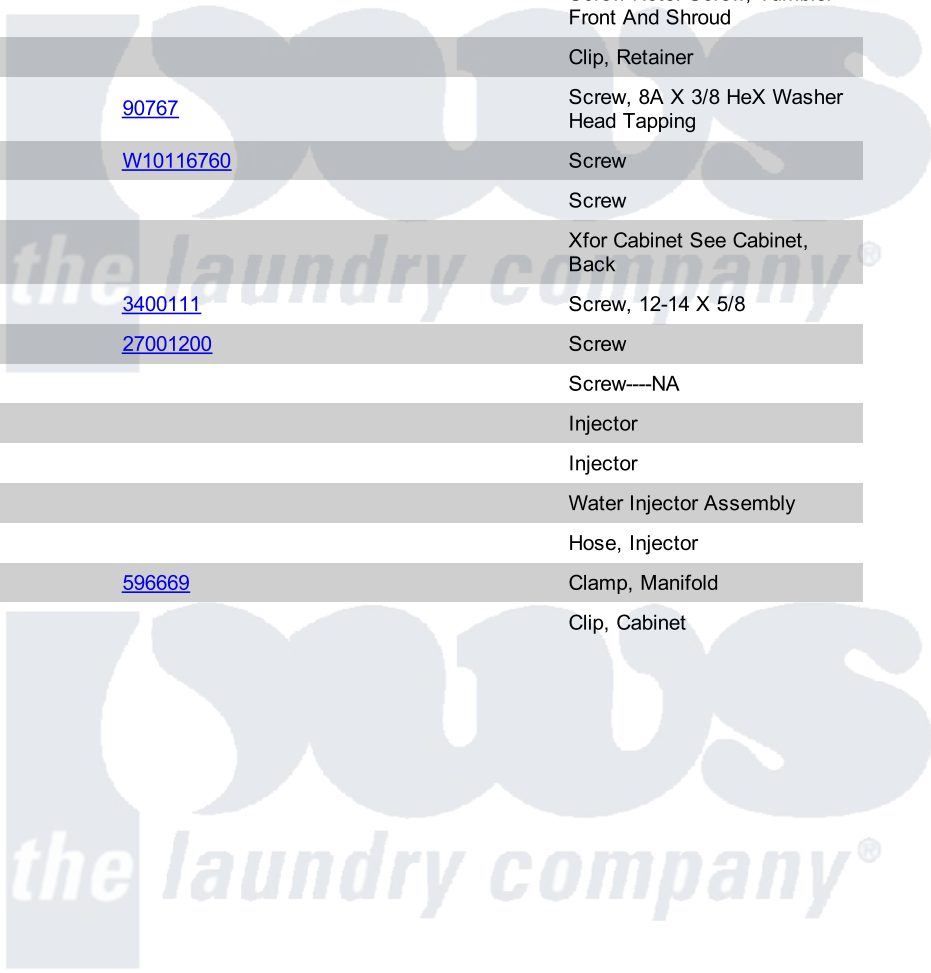 Front And Shroud
Clip, Retainer
90767
Screw, 8A X 3/8 HeX Washer
Head Tapping
W10116760
Screw
Screw
Xfor Cabinet See Cabinet,
Back
3400111
Screw, 12-14 X 5/8
27001200
Screw
Screw----NA
Injector
Injector
Water Injector Assembly
Hose, Injector
596669
Clamp, Manifold
Clip, Cabinet
pws
the laundry company®
pws
the laundry company®